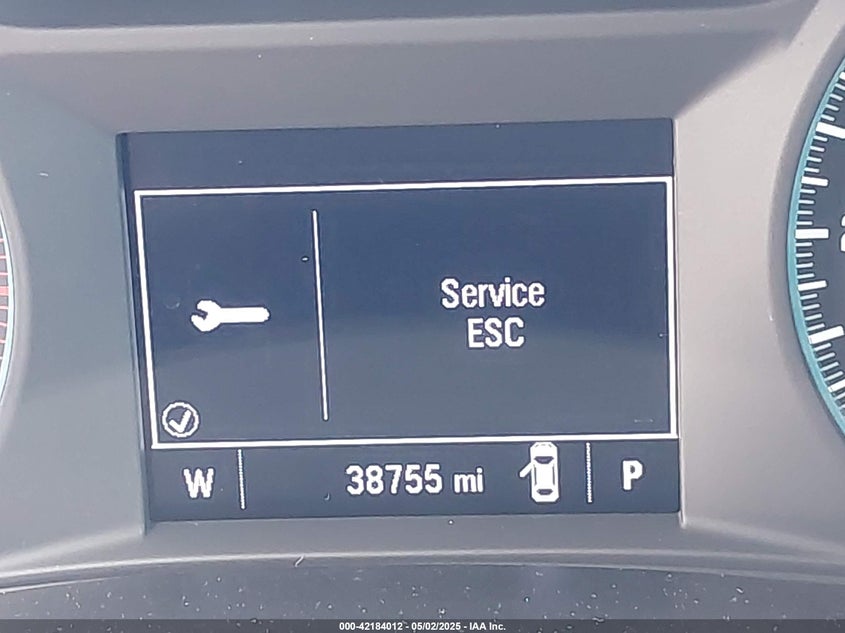 Service
ESC
W 38755 mi P
000-42184012 - 05/02/2025 - IAA Inc.